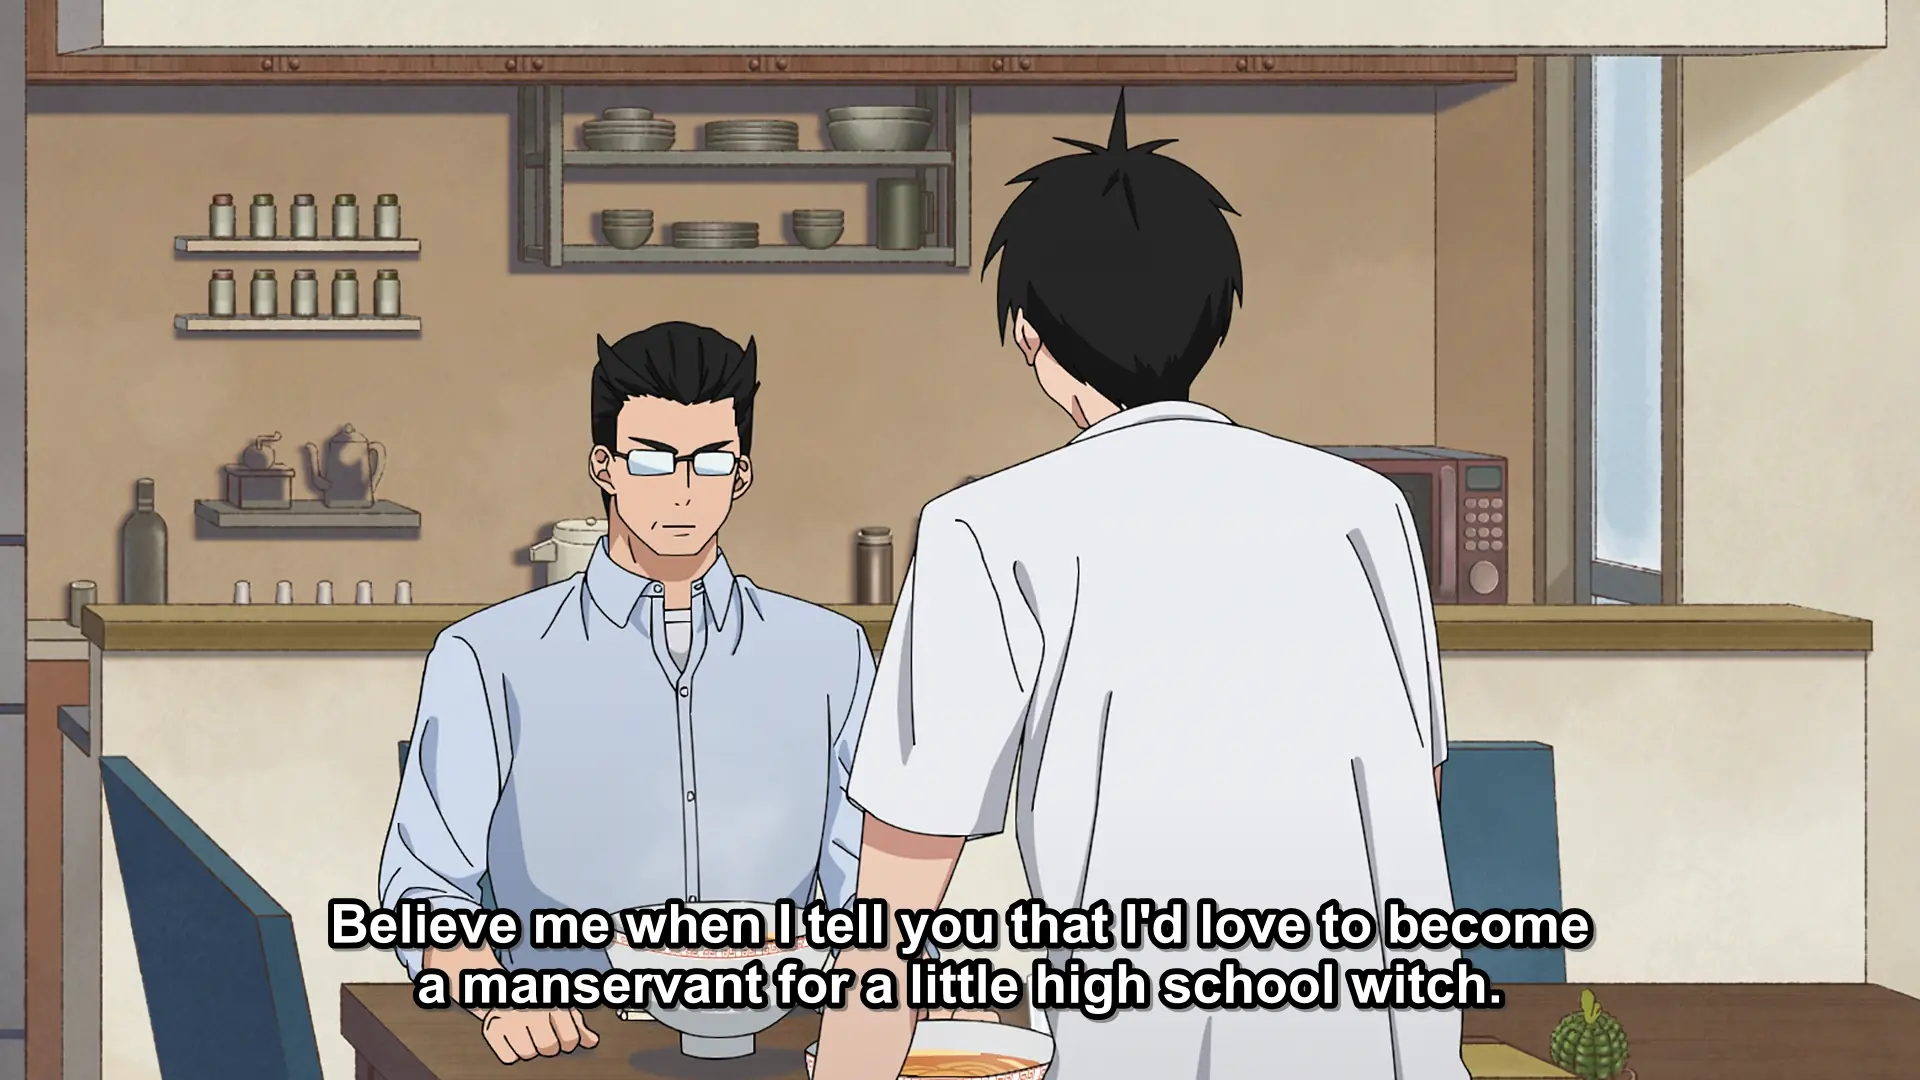 Believe me when I tell you that I'd love to become
a manservant for a little high school witch.